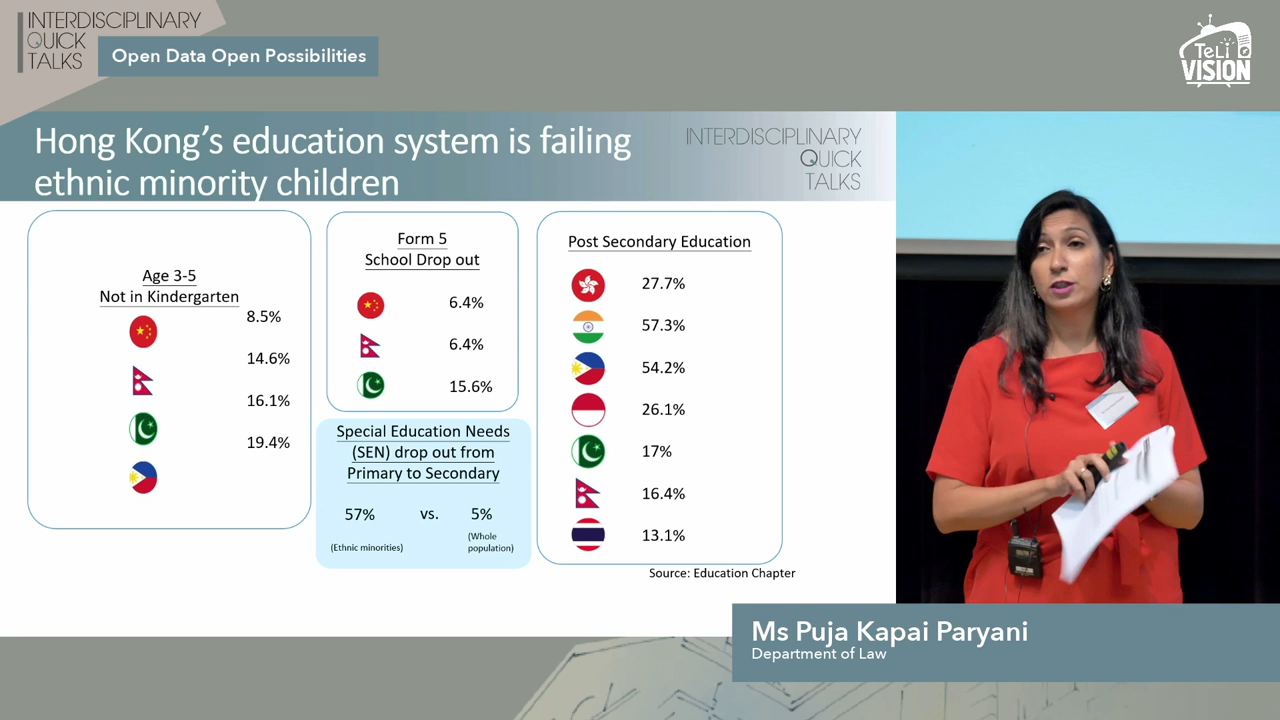 INTERDISCIPLINARY
QUICK
TALKS
Open Data Open Possibilities
TeLi
VISION
Hong Kong's education system is failing
ethnic minority children
INTERDISCIPLINARY
QUICK
TALKS
Age 3-5
Not in Kindergarten
8.5%
14.6%
16.1%
19.4%
Form 5
School Drop out
6.4%
6.4%
15.6%
Special Education Needs
(SEN) drop out from
Primary to Secondary
57% vs. 5%
(Ethnic minorities) (Whole
population)
Post Secondary Education
27.7%
57.3%
54.2%
26.1%
17%
16.4%
13.1%
Source: Education Chapter
Ms Puja Kapai Paryani
Department of Law